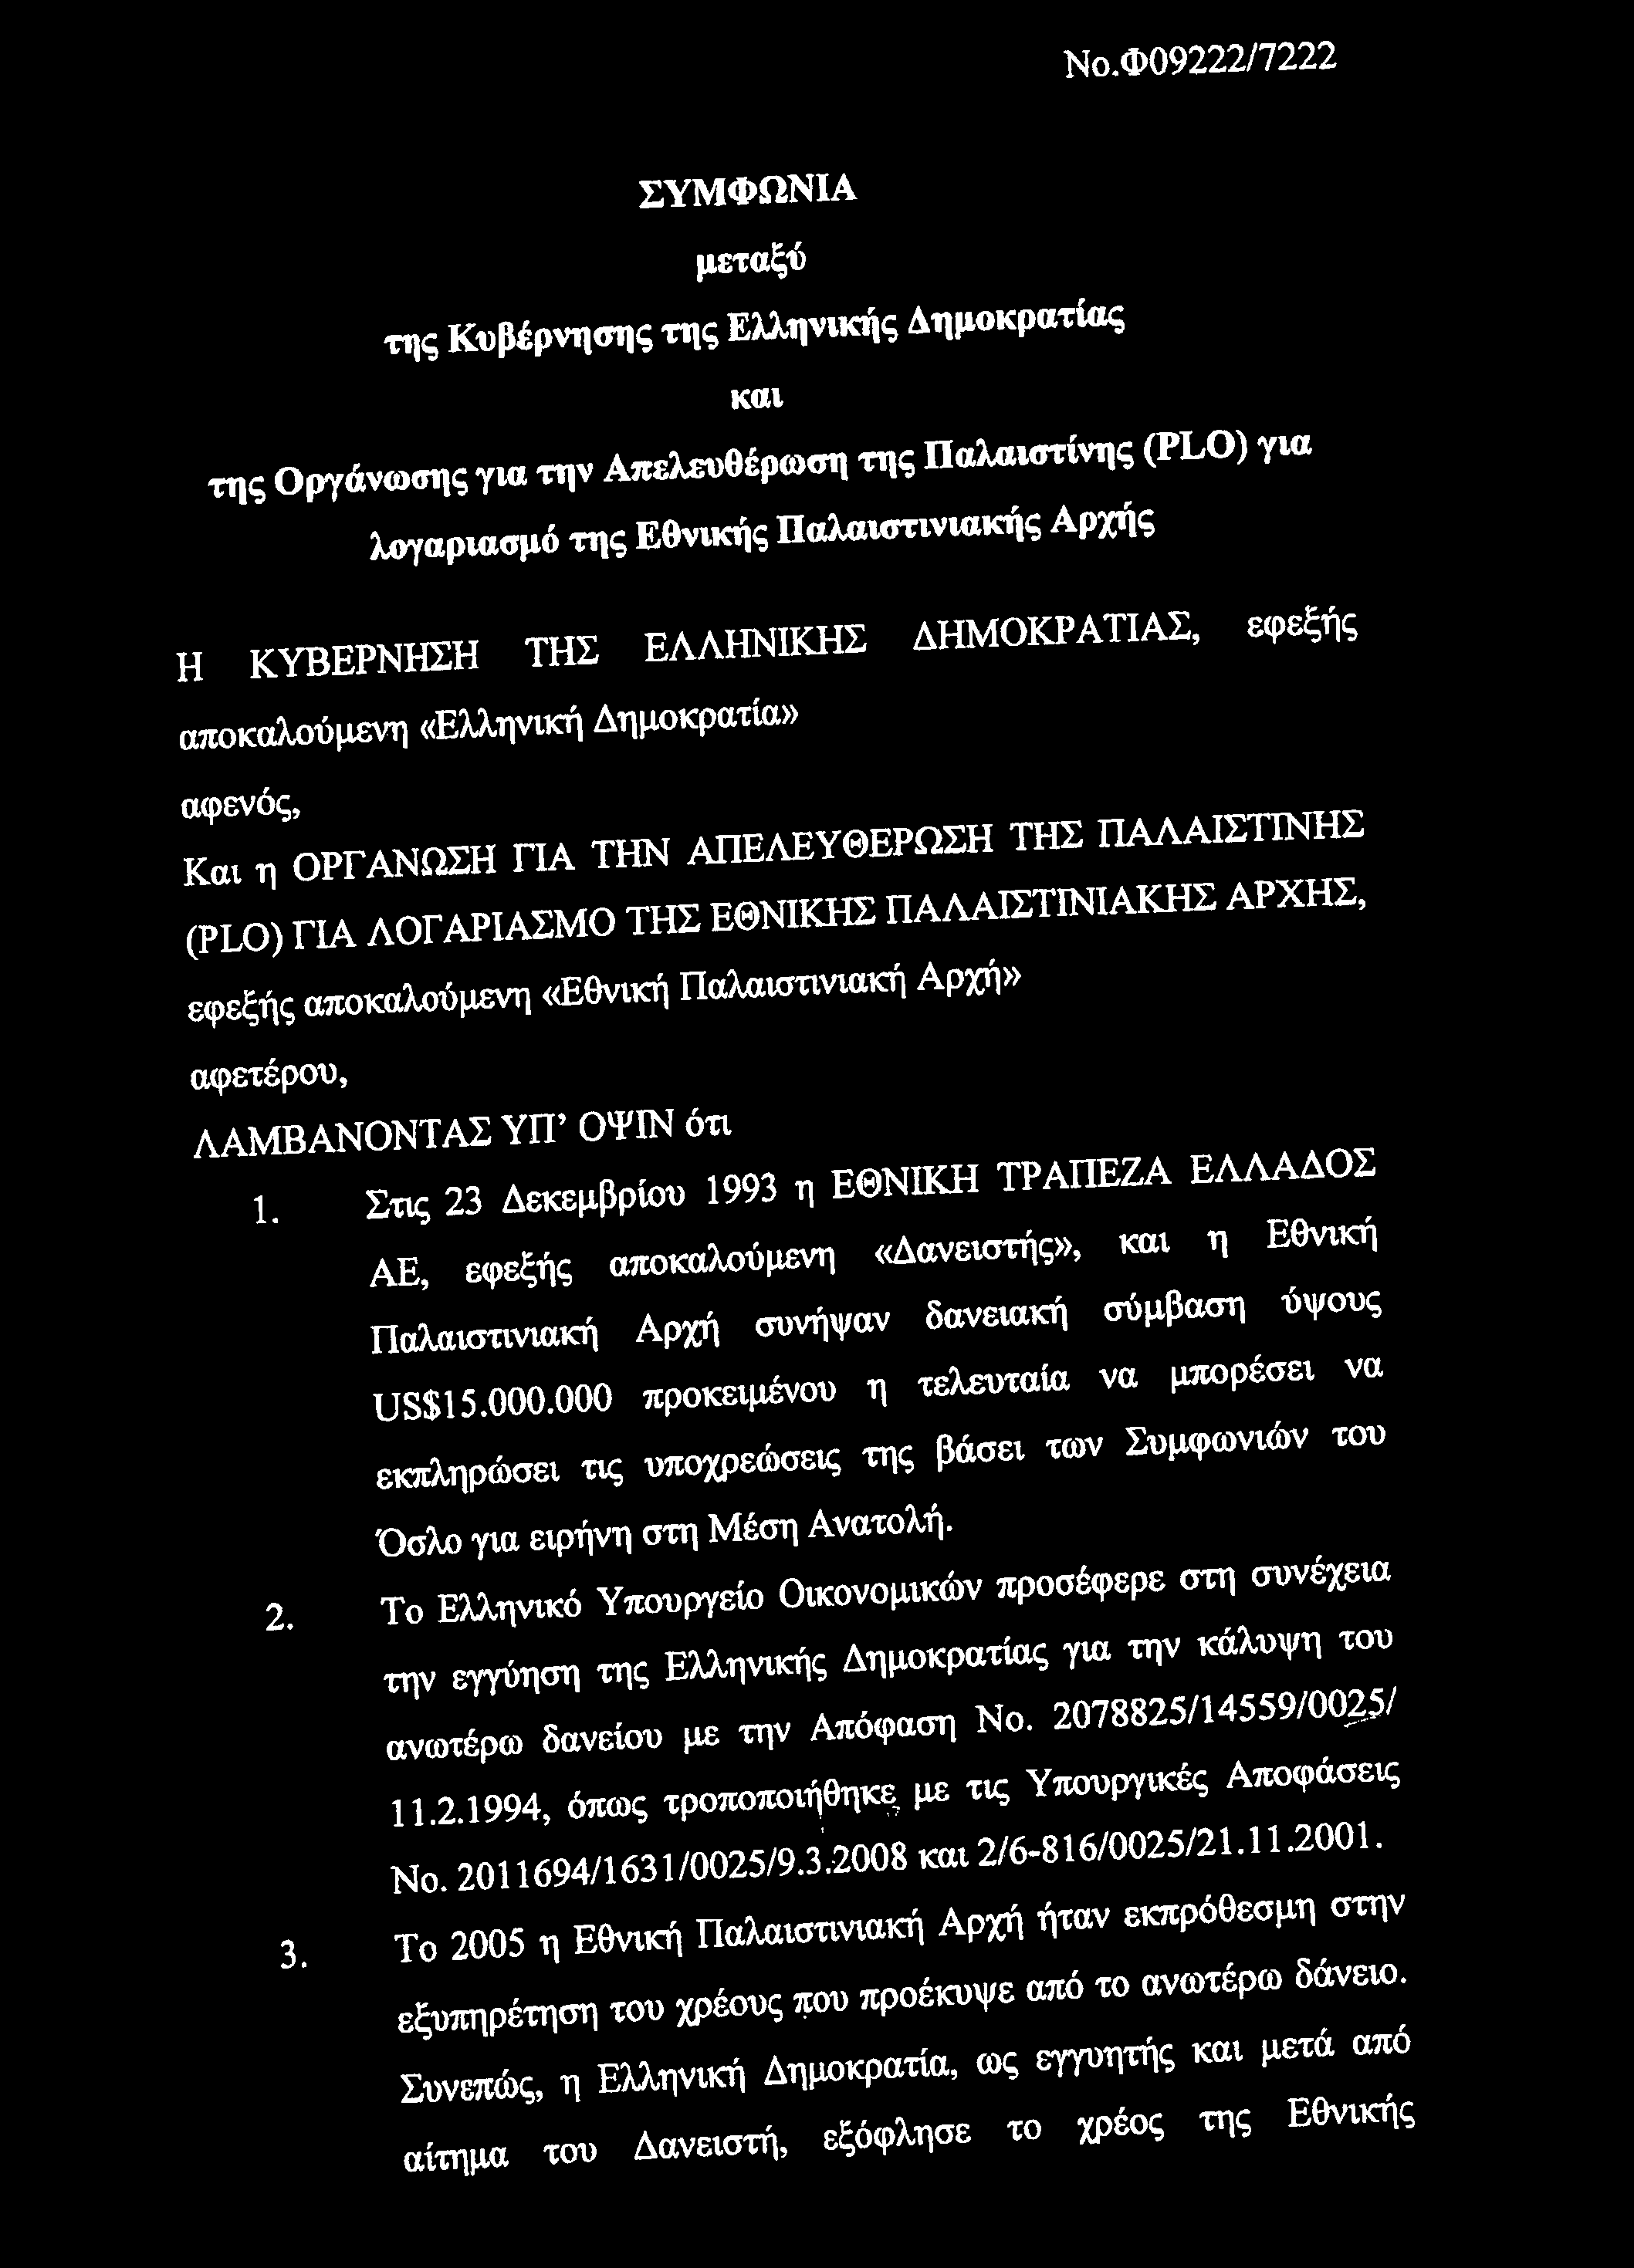 Νο.Φ09222/7222
ΣΥΜΦΩΝΙΑ
μεταξύ
της Κυβέρνησης της Ελληνικής Δημοκρατίας
και
της Οργάνωσης για την Απελευθέρωση της Παλαιστίνης (PLO) για
λογαριασμό της Εθνικής Παλαιστινιακής Αρχής
Η ΚΥΒΕΡΝΗΣΗ ΤΗΣ ΕΛΛΗΝΙΚΗΣ ΔΗΜΟΚΡΑΤΙΑΣ, εφεξής
αποκαλούμενη «Ελληνική Δημοκρατία»
αφενός,
Και η ΟΡΓΑΝΩΣΗ ΓΙΑ ΤΗΝ ΑΠΕΛΕΥΘΕΡΩΣΗ ΤΗΣ ΠΑΛΑΙΣΤΙΝΗΣ
(PLO) ΓΙΑ ΛΟΓΑΡΙΑΣΜΟ ΤΗΣ ΕΘΝΙΚΗΣ ΠΑΛΑΙΣΤΙΝΙΑΚΗΣ ΑΡΧΗΣ,
εφεξής αποκαλούμενη «Εθνική Παλαιστινιακή Αρχή»
αφετέρου,
ΛΑΜΒΑΝΟΝΤΑΣ ΥΠ’ ΟΨΙΝ ότι
1. Στις 23 Δεκεμβρίου 1993 η ΕΘΝΙΚΗ ΤΡΑΠΕΖΑ ΕΛΛΑΔΟΣ
ΑΕ, εφεξής αποκαλούμενη «Δανειστής», και η Εθνική
Παλαιστινιακή Αρχή συνήψαν δανειακή σύμβαση ύψους
US$15.000.000 προκειμένου η τελευταία να μπορέσει να
εκπληρώσει τις υποχρεώσεις της βάσει των Συμφωνιών του
Όσλο για ειρήνη στη Μέση Ανατολή.
2. Το Ελληνικό Υπουργείο Οικονομικών προσέφερε στη συνέχεια
την εγγύηση της Ελληνικής Δημοκρατίας για την κάλυψη του
ανωτέρω δανείου με την Απόφαση Νο. 2078825/14559/0025/
11.2.1994, όπως τροποποιήθηκε με τις Υπουργικές Αποφάσεις
Νο. 2011694/1631/0025/9.3.2008 και 2/6-816/0025/21.11.2001.
3. Το 2005 η Εθνική Παλαιστινιακή Αρχή ήταν εκπρόθεσμη στην
εξυπηρέτηση του χρέους που προέκυψε από το ανωτέρω δάνειο.
Συνεπώς, η Ελληνική Δημοκρατία, ως εγγυητής και μετά από
αίτημα του Δανειστή, εξόφλησε το χρέος της Εθνικής